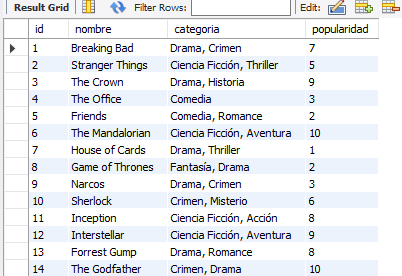 Result Grid Filter Rows: Edit:
id nombre categoria popularidad
1 Breaking Bad Drama, Crimen 7
2 Stranger Things Ciencia Ficción, Thriller 5
3 The Crown Drama, Historia 9
4 The Office Comedia 3
5 Friends Comedia, Romance 2
6 The Mandalorian Ciencia Ficción, Aventura 10
7 House of Cards Drama, Thriller 1
8 Game of Thrones Fantasía, Drama 2
9 Narcos Drama, Crimen 3
10 Sherlock Crimen, Misterio 6
11 Inception Ciencia Ficción, Acción 8
12 Interstellar Ciencia Ficción, Aventura 9
13 Forrest Gump Drama, Romance 8
14 The Godfather Crimen, Drama 10